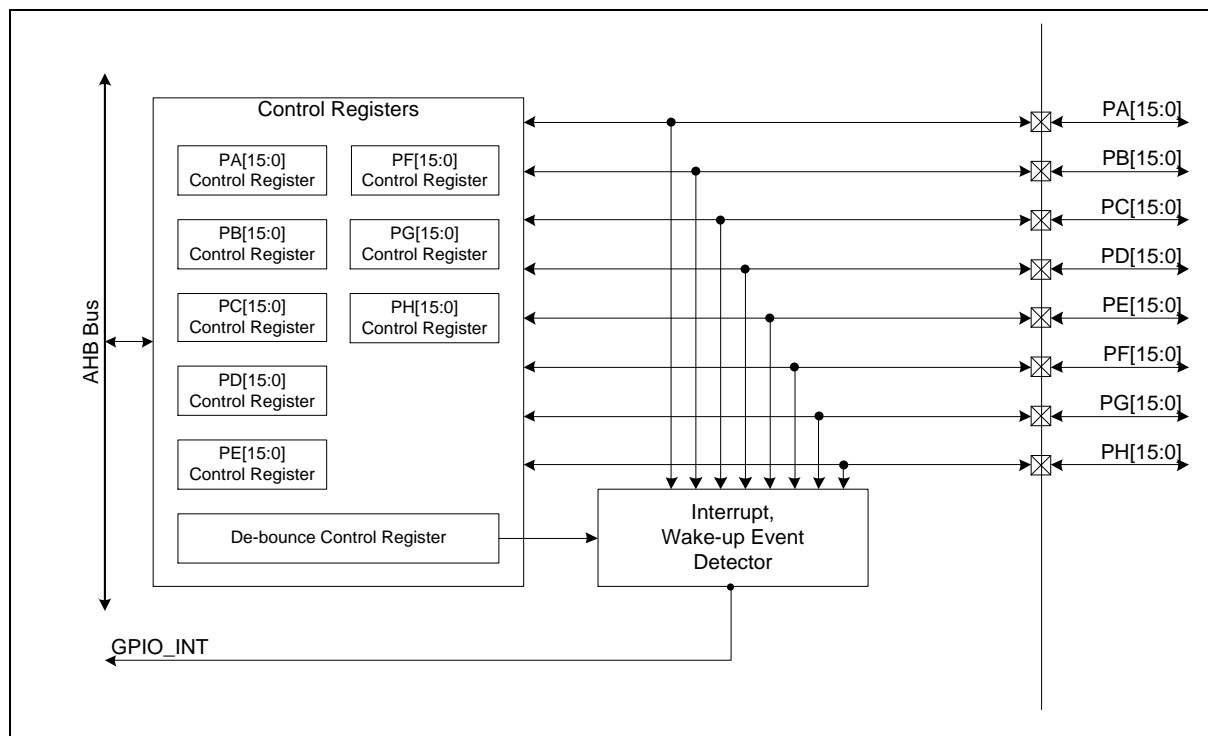 Control Registers
PA[15:0]
Control Register
PF[15:0]
Control Register
PB[15:0]
Control Register
PG[15:0]
Control Register
PC[15:0]
Control Register
PH[15:0]
Control Register
PD[15:0]
Control Register
PE[15:0]
Control Register
De-bounce Control Register
AHB Bus
Interrupt,
Wake-up Event
Detector
GPIO_INT
PA[15:0]
PB[15:0]
PC[15:0]
PD[15:0]
PE[15:0]
PF[15:0]
PG[15:0]
PH[15:0]